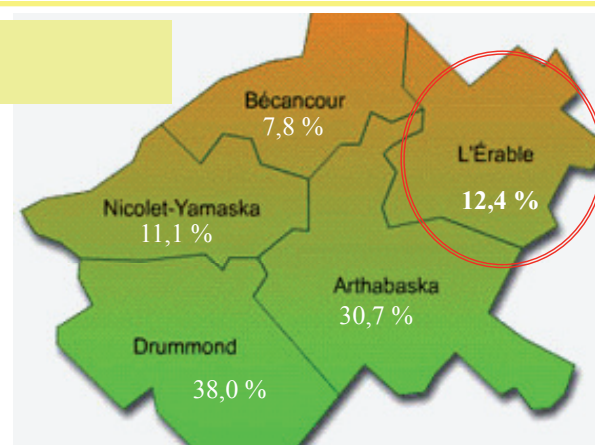 Bécancour
7,8 %
L'Érable
12,4 %
Nicolet-Yamaska
11,1 %
Arthabaska
30,7 %
Drummond
38,0 %